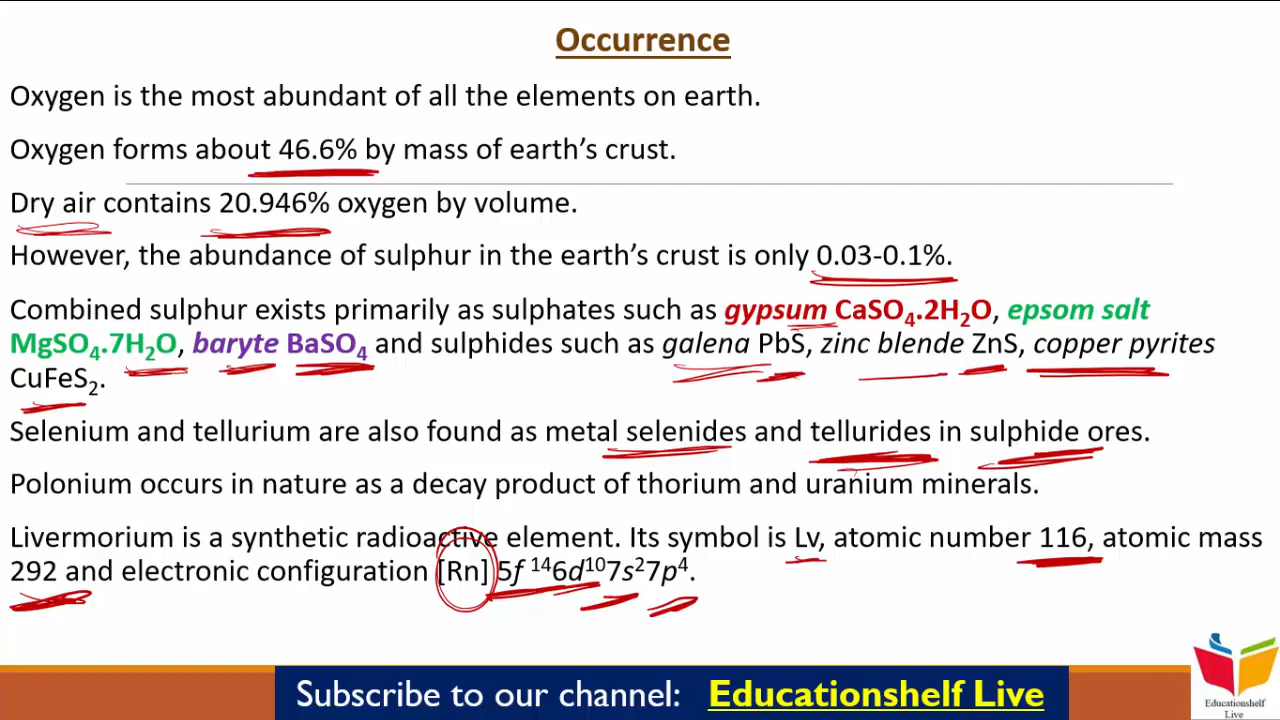 Occurrence
Oxygen is the most abundant of all the elements on earth.
Oxygen forms about 46.6% by mass of earth’s crust.
Dry air contains 20.946% oxygen by volume.
However, the abundance of sulphur in the earth’s crust is only 0.03-0.1%.
Combined sulphur exists primarily as sulphates such as gypsum CaSO₄.2H₂O, epsom salt
MgSO₄.7H₂O, baryte BaSO₄ and sulphides such as galena PbS, zinc blende ZnS, copper pyrites
CuFeS₂.
Selenium and tellurium are also found as metal selenides and tellurides in sulphide ores.
Polonium occurs in nature as a decay product of thorium and uranium minerals.
Livermorium is a synthetic radioactive element. Its symbol is Lv, atomic number 116, atomic mass
292 and electronic configuration [Rn] 5f ¹⁴6d¹⁰7s²7p⁴.
Subscribe to our channel: Educationshelf Live
Educationshelf
Live